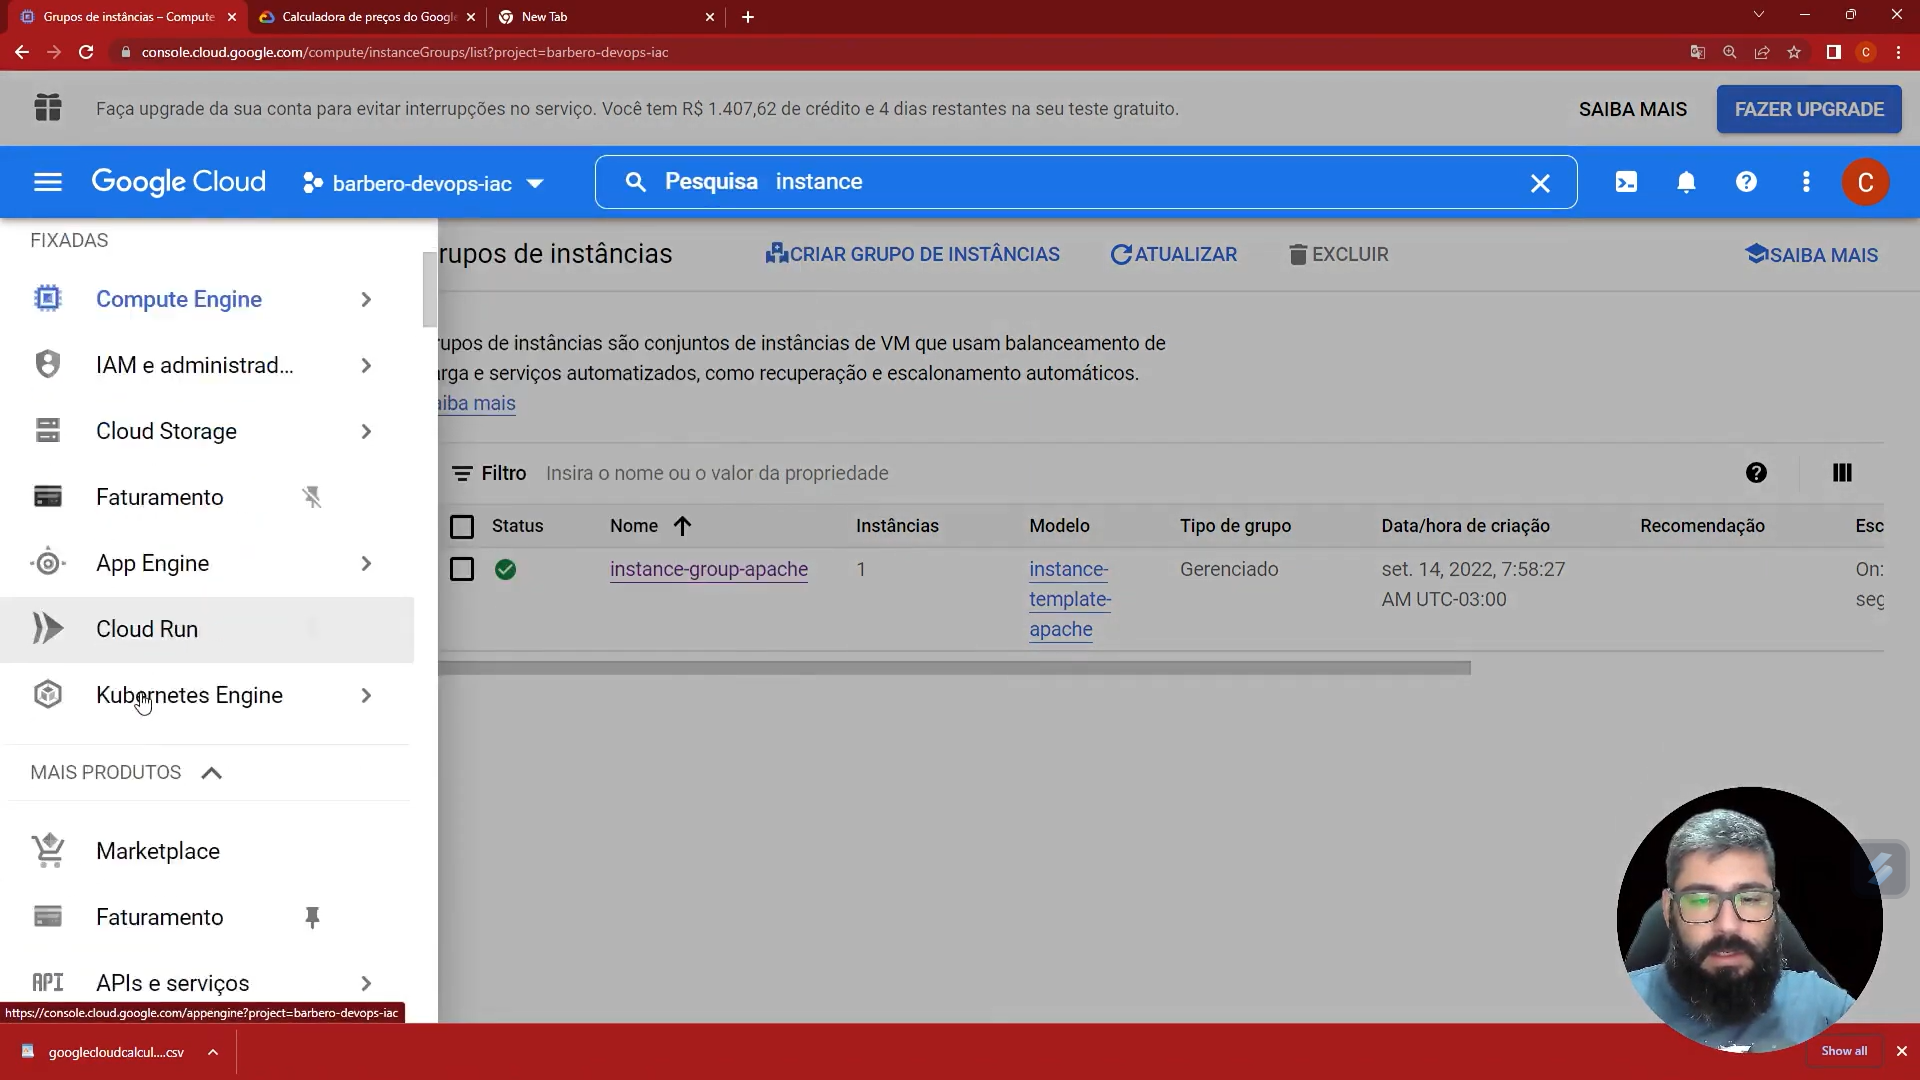 Grupos de instâncias – Compute
Calculadora de preços do Google
New Tab
console.cloud.google.com/compute/instanceGroups/list?project=barbero-devops-iac
C
Faça upgrade da sua conta para evitar interrupções no serviço. Você tem R$ 1.407,62 de crédito e 4 dias restantes na seu teste gratuito.
SAIBA MAIS
FAZER UPGRADE
Google Cloud
barbero-devops-iac
Pesquisa instance
C
FIXADAS
Compute Engine
IAM e administrad...
Cloud Storage
Faturamento
App Engine
Cloud Run
Kubernetes Engine
MAIS PRODUTOS
Marketplace
Faturamento
API APIs e serviços
https://console.cloud.google.com/appengine?project=barbero-devops-iac
rupos de instâncias
CRIAR GRUPO DE INSTÂNCIAS
ATUALIZAR
EXCLUIR
SAIBA MAIS
rupos de instâncias são conjuntos de instâncias de VM que usam balanceamento de
arga e serviços automatizados, como recuperação e escalonamento automáticos.
aiba mais
Filtro Insira o nome ou o valor da propriedade
Status Nome Instâncias Modelo Tipo de grupo Data/hora de criação Recomendação Esc
instance-group-apache 1 instance- Gerenciado set. 14, 2022, 7:58:27 On:
template- AM UTC-03:00 seg
apache
googlecloudcalcul....csv
Show all